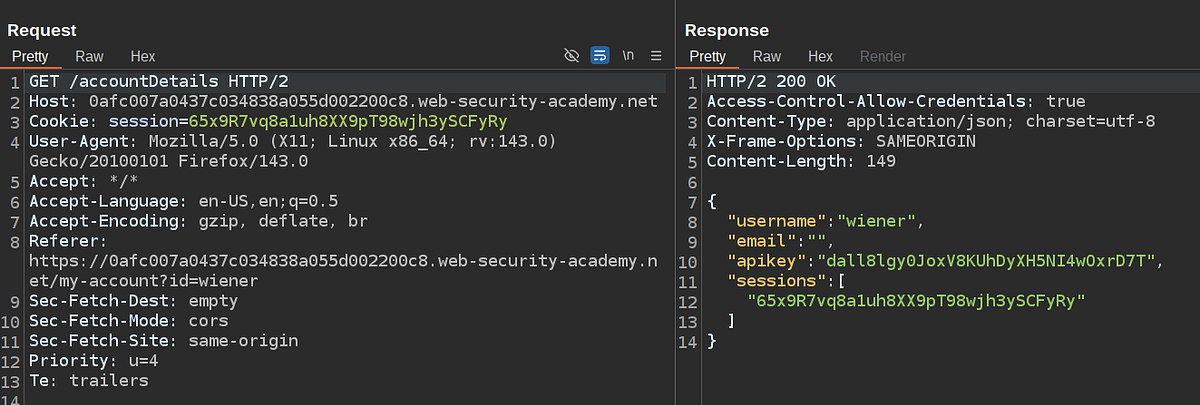 Request
Pretty Raw Hex \n
1 GET /accountDetails HTTP/2
2 Host: 0afc007a0437c034838a055d002200c8.web-security-academy.net
3 Cookie: session=65x9R7vq8a1uh8XX9pT98wjh3ySCFyRy
4 User-Agent: Mozilla/5.0 (X11; Linux x86_64; rv:143.0)
Gecko/20100101 Firefox/143.0
5 Accept: */*
6 Accept-Language: en-US,en;q=0.5
7 Accept-Encoding: gzip, deflate, br
8 Referer:
https://0afc007a0437c034838a055d002200c8.web-security-academy.n
et/my-account?id=wiener
9 Sec-Fetch-Dest: empty
10 Sec-Fetch-Mode: cors
11 Sec-Fetch-Site: same-origin
12 Priority: u=4
13 Te: trailers
14
Response
Pretty Raw Hex Render
1 HTTP/2 200 OK
2 Access-Control-Allow-Credentials: true
3 Content-Type: application/json; charset=utf-8
4 X-Frame-Options: SAMEORIGIN
5 Content-Length: 149
6
7 {
8 "username":"wiener",
9 "email":"",
10 "apikey":"dall8lgy0JoxV8KUhDyXH5NI4wOxrD7T",
11 "sessions":[
12 "65x9R7vq8a1uh8XX9pT98wjh3ySCFyRy"
13 ]
14 }